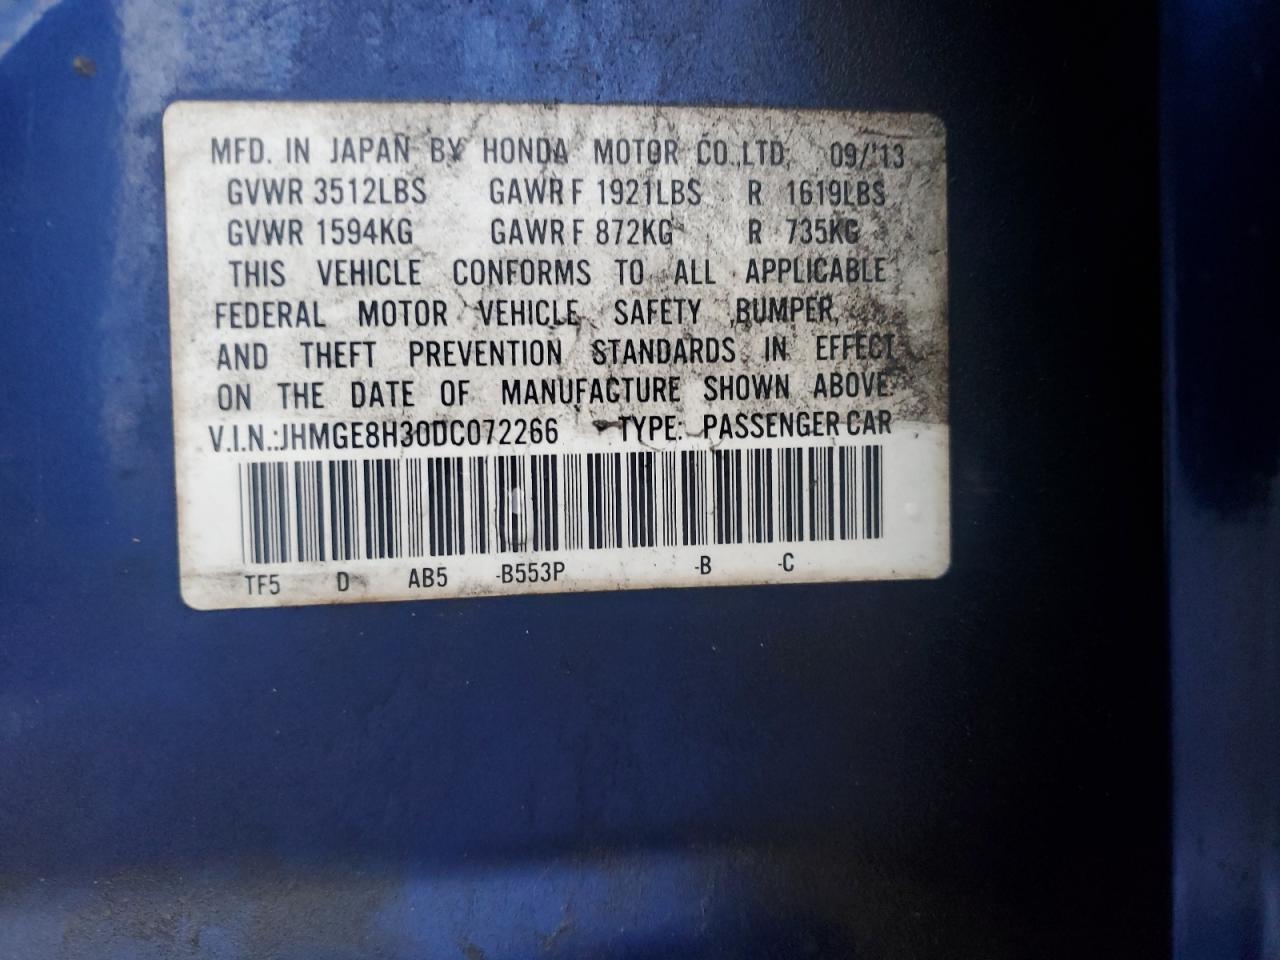 MFD. IN JAPAN BY HONDA MOTOR CO.,LTD. 09/'13
GVWR 3512LBS GAWR F 1921LBS R 1619LBS
GVWR 1594KG GAWR F 872KG R 735KG
THIS VEHICLE CONFORMS TO ALL APPLICABLE
FEDERAL MOTOR VEHICLE SAFETY ,BUMPER,
AND THEFT PREVENTION STANDARDS IN EFFECT
ON THE DATE OF MANUFACTURE SHOWN ABOVE.
V.I.N.:JHMGE8H30DC072266 TYPE: PASSENGER CAR
TF5 D AB5 -B553P -B -C